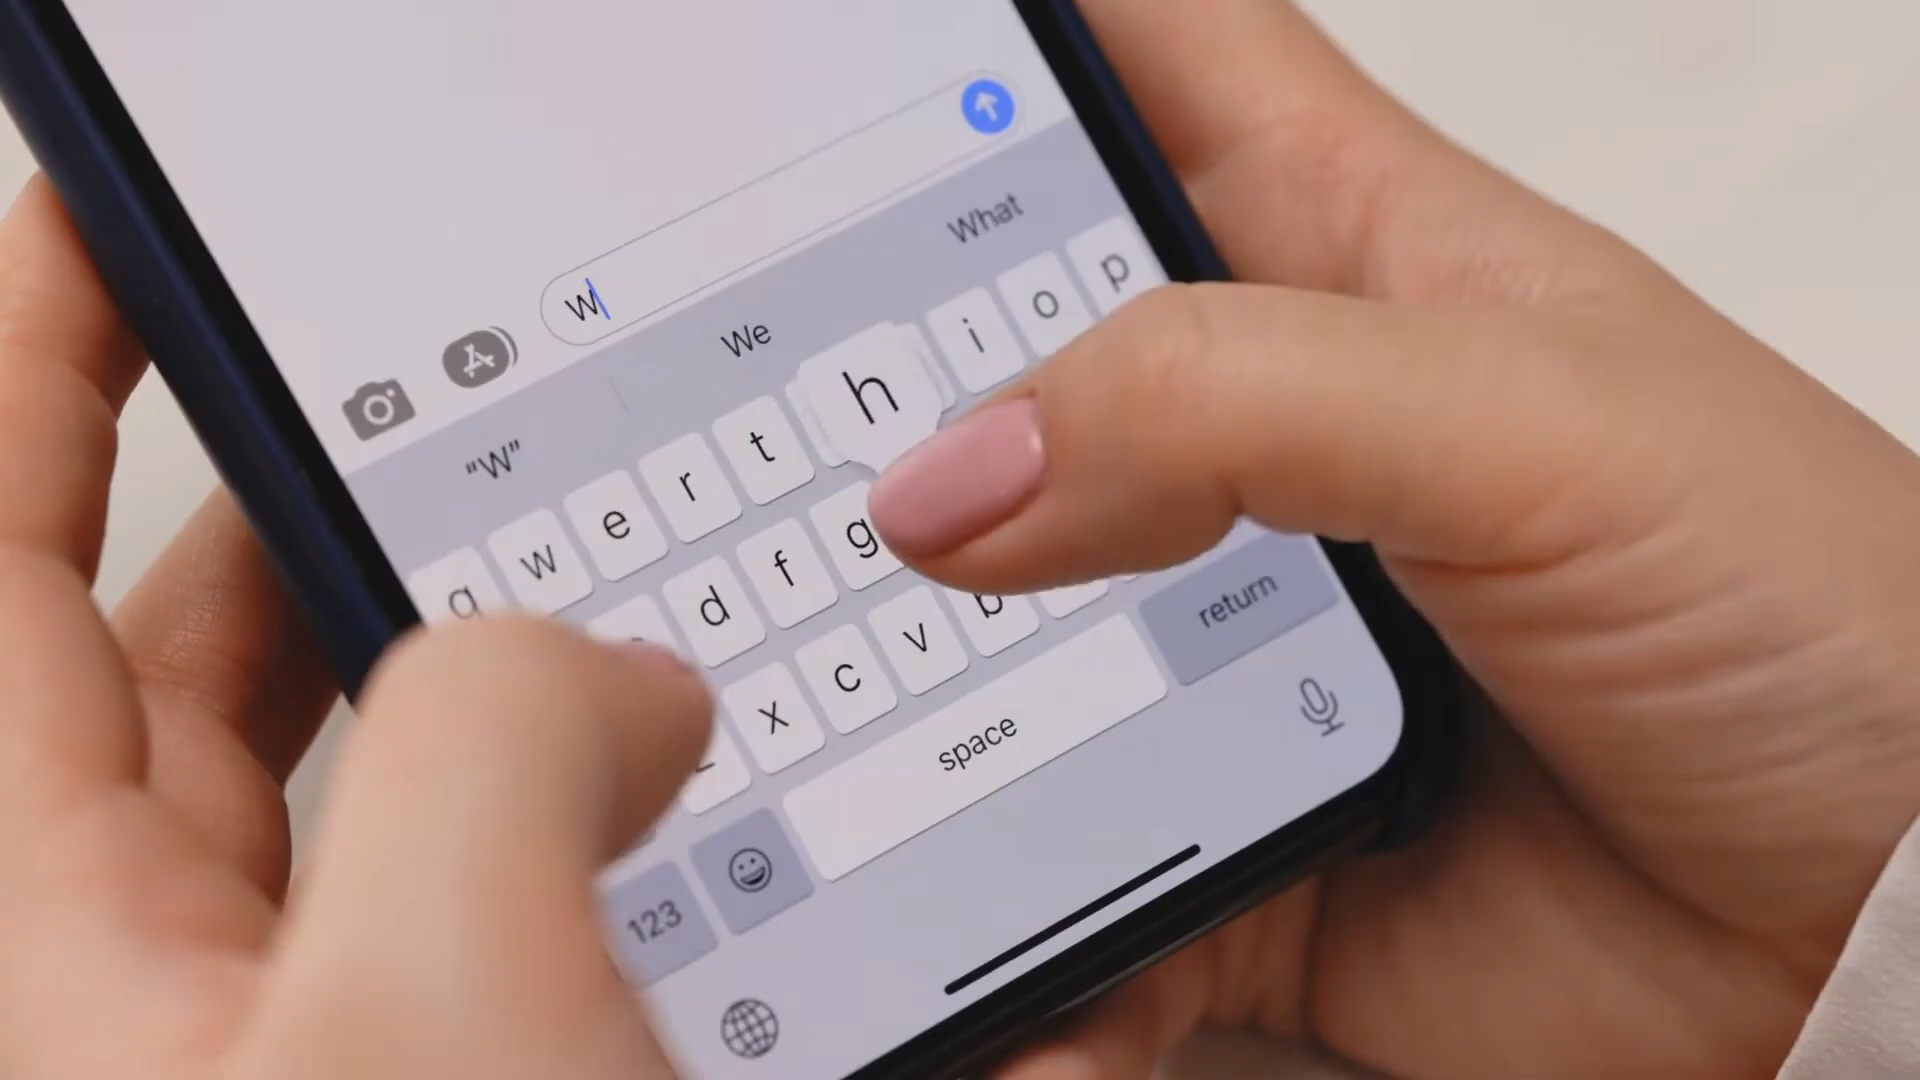 w
"W" We What
q w e r t h i o p
d f g
x c v b
123 space return